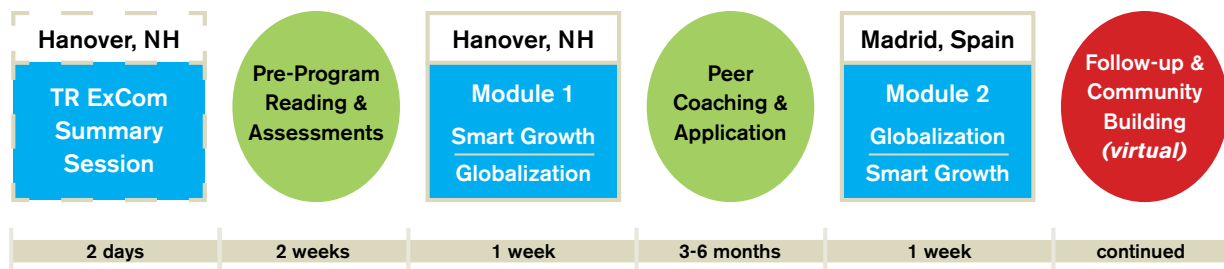 Hanover, NH
TR ExCom
Summary
Session
Pre-Program
Reading &
Assessments
Hanover, NH
Module 1
Smart Growth
Globalization
Peer
Coaching &
Application
Madrid, Spain
Module 2
Globalization
Smart Growth
Follow-up &
Community
Building
(virtual)
2 days
2 weeks
1 week
3-6 months
1 week
continued